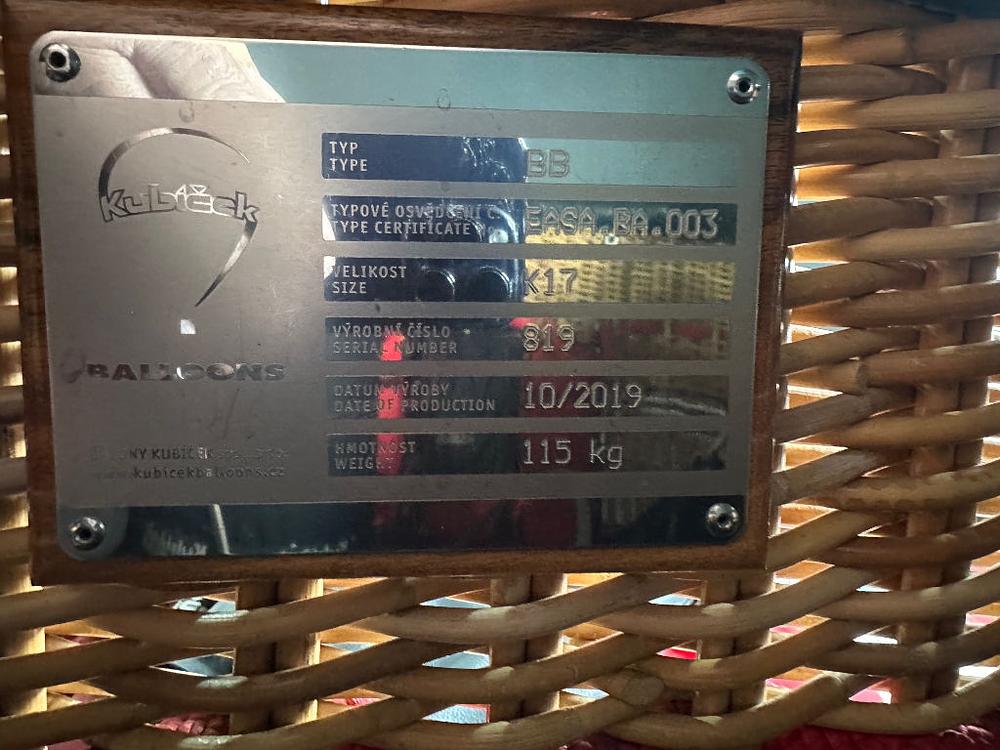 Kubíček
BALLOONS
KUBÍČEK
www.kubicekballoons.cz
TYP
TYPE BB
TYPOVÉ OSVĚDČENÍ Č.
TYPE CERTIFICATE EASA.BA.003
VELIKOST
SIZE K17
VÝROBNÍ ČÍSLO
SERIAL NUMBER 819
DATUM VÝROBY
DATE OF PRODUCTION 10/2019
HMOTNOST
WEIGHT 115 kg